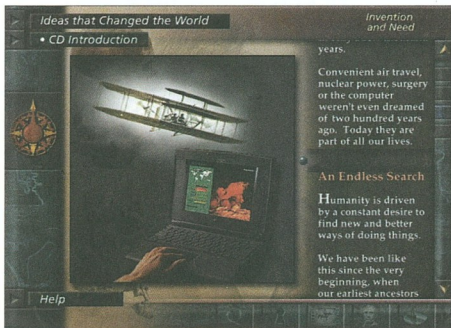 Ideas that Changed the World
• CD Introduction
Invention
and Need
years.
Convenient air travel,
nuclear power, surgery
or the computer
weren't even dreamed
of two hundred years
ago. Today they are
part of all our lives.
An Endless Search
Humanity is driven
by a constant desire to
find new and better
ways of doing things.
We have been like
this since the very
beginning, when
our earliest ancestors
Help